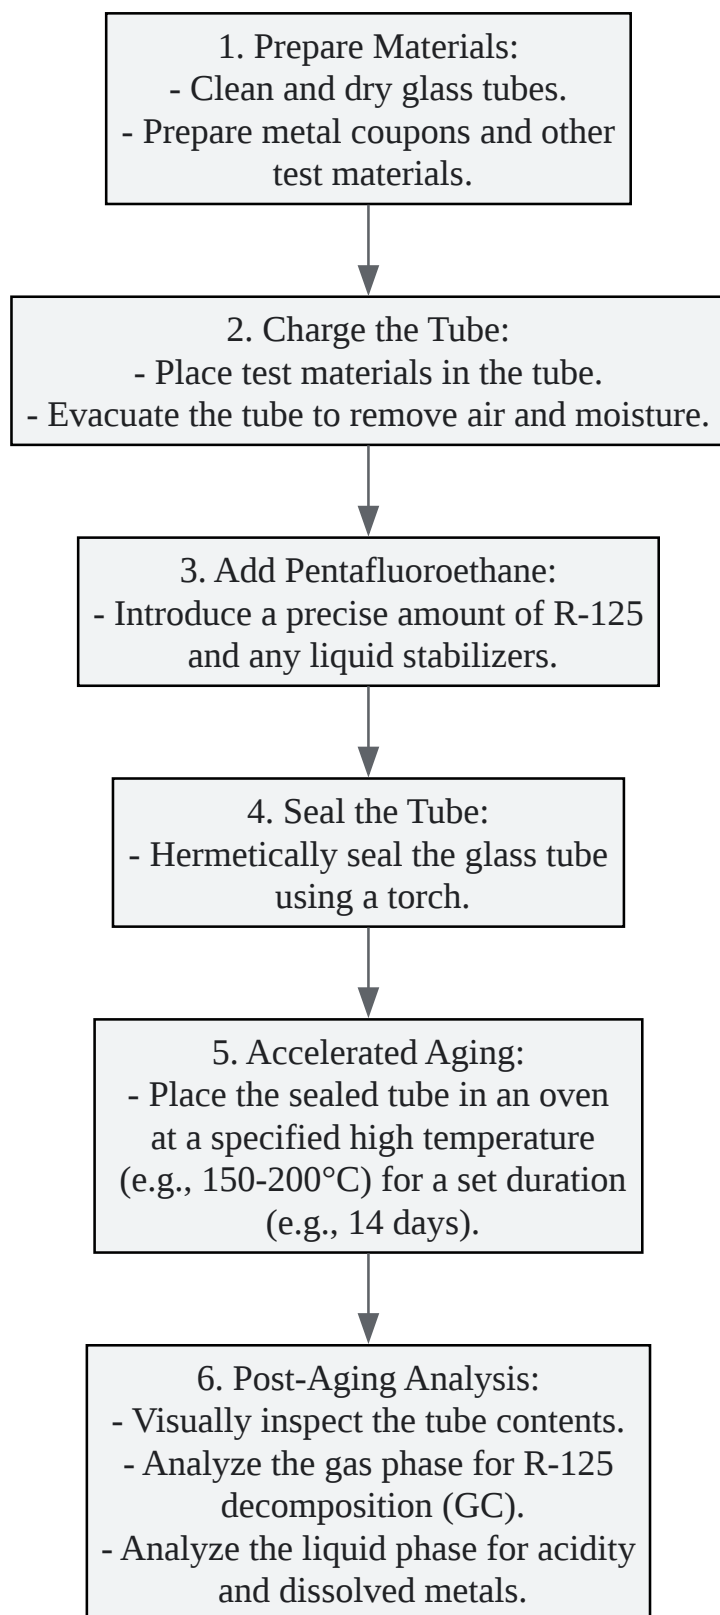 1. Prepare Materials:
- Clean and dry glass tubes.
- Prepare metal coupons and other
test materials.
2. Charge the Tube:
- Place test materials in the tube.
- Evacuate the tube to remove air and moisture.
3. Add Pentafluoroethane:
- Introduce a precise amount of R-125
and any liquid stabilizers.
4. Seal the Tube:
- Hermetically seal the glass tube
using a torch.
5. Accelerated Aging:
- Place the sealed tube in an oven
at a specified high temperature
(e.g., 150-200°C) for a set duration
(e.g., 14 days).
6. Post-Aging Analysis:
- Visually inspect the tube contents.
- Analyze the gas phase for R-125
decomposition (GC).
- Analyze the liquid phase for acidity
and dissolved metals.